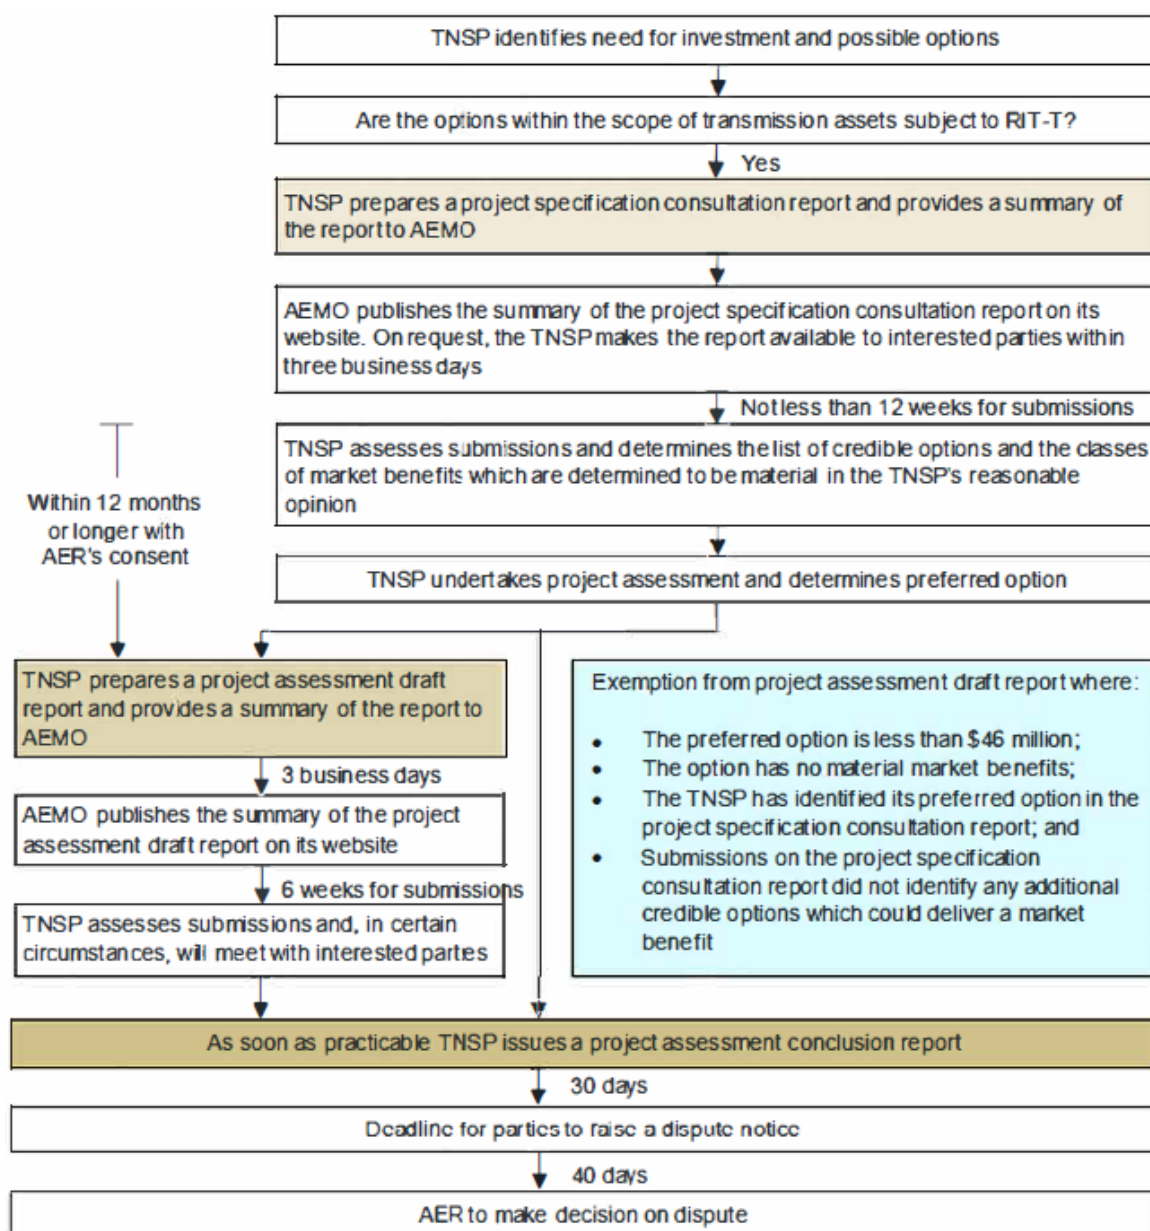 TNSP identifies need for investment and possible options
Are the options within the scope of transmission assets subject to RIT-T?
Yes
TNSP prepares a project specification consultation report and provides a summary of
the report to AEMO
AEMO publishes the summary of the project specification consultation report on its
website. On request, the TNSP makes the report available to interested parties within
three business days
Not less than 12 weeks for submissions
TNSP assesses submissions and determines the list of credible options and the classes
of market benefits which are determined to be material in the TNSP's reasonable
opinion
Within 12 months
or longer with
AER's consent
TNSP undertakes project assessment and determines preferred option
TNSP prepares a project assessment draft
report and provides a summary of the report to
AEMO
3 business days
AEMO publishes the summary of the project
assessment draft report on its website
6 weeks for submissions
TNSP assesses submissions and, in certain
circumstances, will meet with interested parties
Exemption from project assessment draft report where:
• The preferred option is less than $46 million;
• The option has no material market benefits;
• The TNSP has identified its preferred option in the
project specification consultation report; and
• Submissions on the project specification
consultation report did not identify any additional
credible options which could deliver a market
benefit
As soon as practicable TNSP issues a project assessment conclusion report
30 days
Deadline for parties to raise a dispute notice
40 days
AER to make decision on dispute